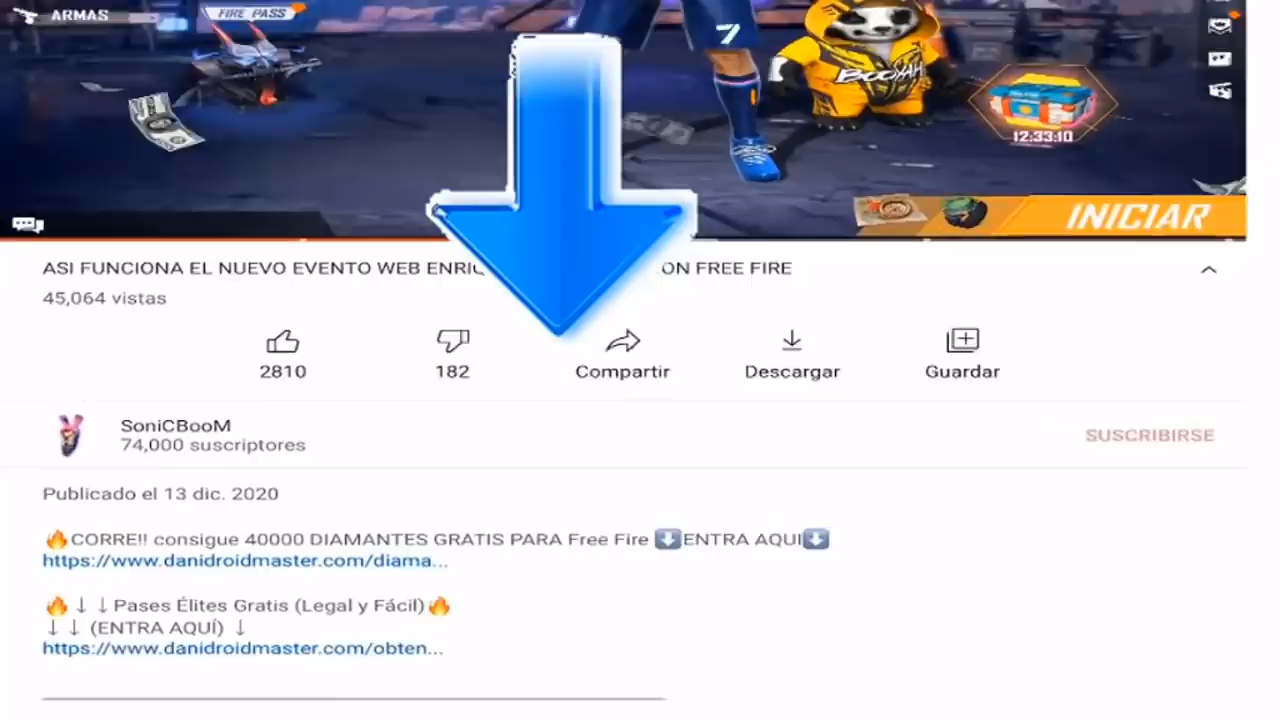 ARMAS
FIRE PASS
7
BOOYAH
12:33:10
INICIAR
ASI FUNCIONA EL NUEVO EVENTO WEB ENRI ON FREE FIRE
45,064 vistas
2810
182
Compartir
Descargar
Guardar
SoniCBooM
74,000 suscriptores
SUSCRIBIRSE
Publicado el 13 dic. 2020
🔥CORRE!! consigue 40000 DIAMANTES GRATIS PARA Free Fire ⬇️ENTRA AQUI⬇️
https://www.danidroidmaster.com/diama...
🔥↓ ↓Pases Élites Gratis (Legal y Fácil)🔥
↓ ↓ (ENTRA AQUÍ) ↓
https://www.danidroidmaster.com/obten...